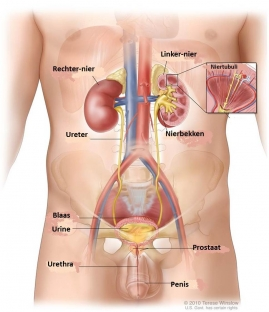 Linker-nier
Rechter-nier
Niertubuli
Ureter
Nierbekken
Blaas
Urine
Prostaat
Urethra
Penis
© 2010 Terese Winslow
U.S. Govt. has certain rights